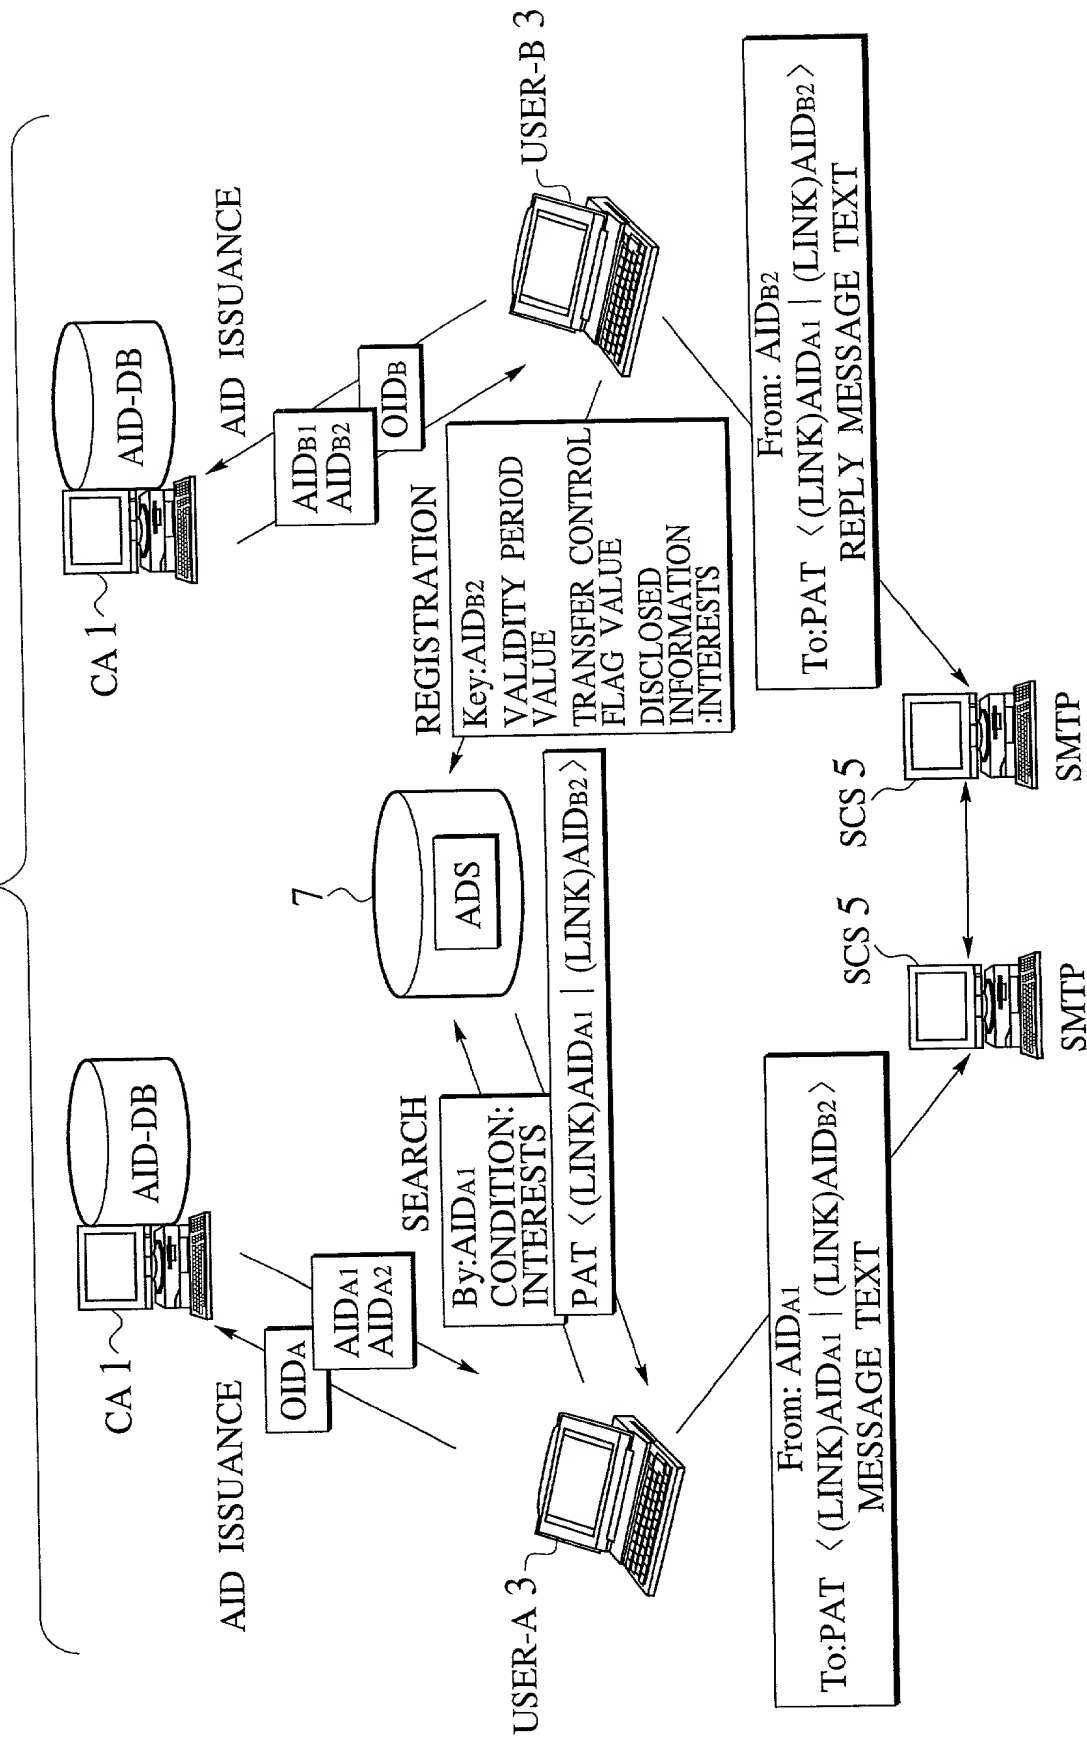 CA 1
AID-DB
CA 1
AID-DB
AID ISSUANCE
OIDA
AIDA1
AIDA2
AID ISSUANCE
AIDB1
AIDB2
OIDB
7
ADS
SEARCH
By:AIDA1
CONDITION:
INTERESTS
PAT <(LINK)AIDA1 | (LINK)AIDB2>
REGISTRATION
Key:AIDB2
VALIDITY PERIOD
VALUE
TRANSFER CONTROL
FLAG VALUE
DISCLOSED
INFORMATION
:INTERESTS
USER-A 3
USER-B 3
From: AIDA1
To:PAT <(LINK)AIDA1 | (LINK)AIDB2>
MESSAGE TEXT
From: AIDB2
To:PAT <(LINK)AIDA1 | (LINK)AIDB2>
REPLY MESSAGE TEXT
SCS 5
SMTP
SCS 5
SMTP